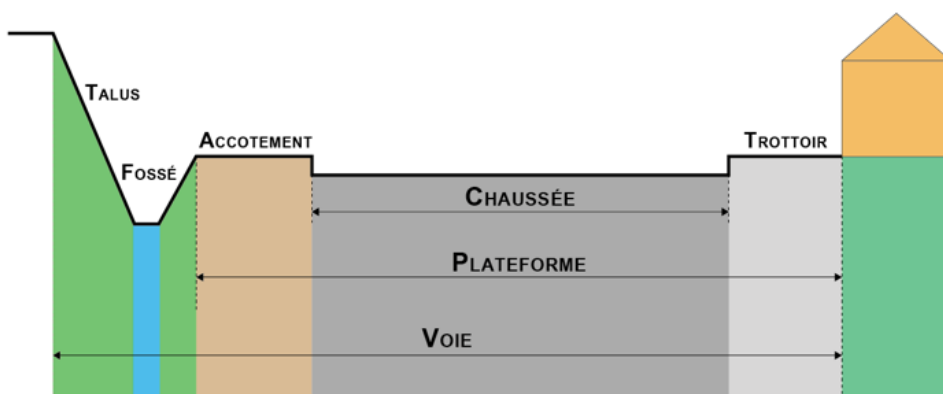 Talus
Accotement
Trottoir
Fossé
Chaussée
Plateforme
Voie